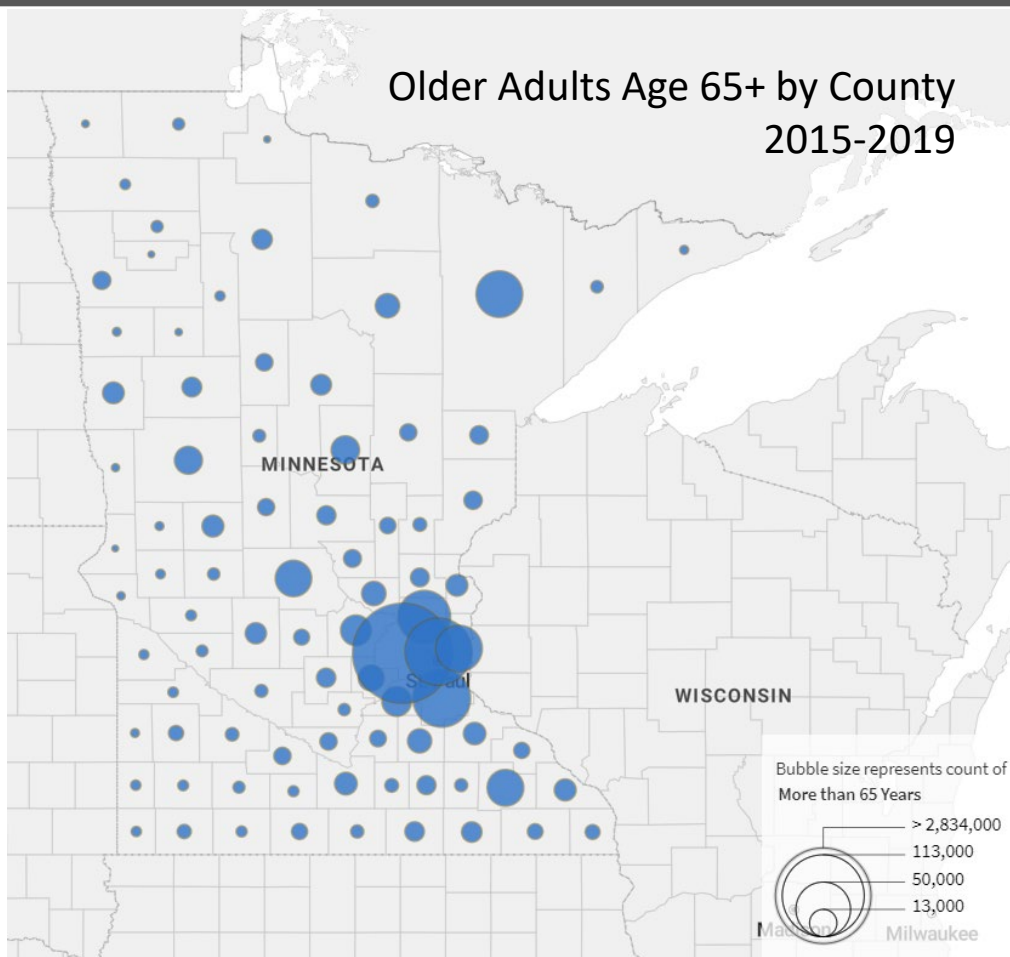 Older Adults Age 65+ by County
2015-2019
MINNESOTA
WISCONSIN
Bubble size represents count of
More than 65 Years
> 2,834,000
113,000
50,000
13,000
Milwaukee